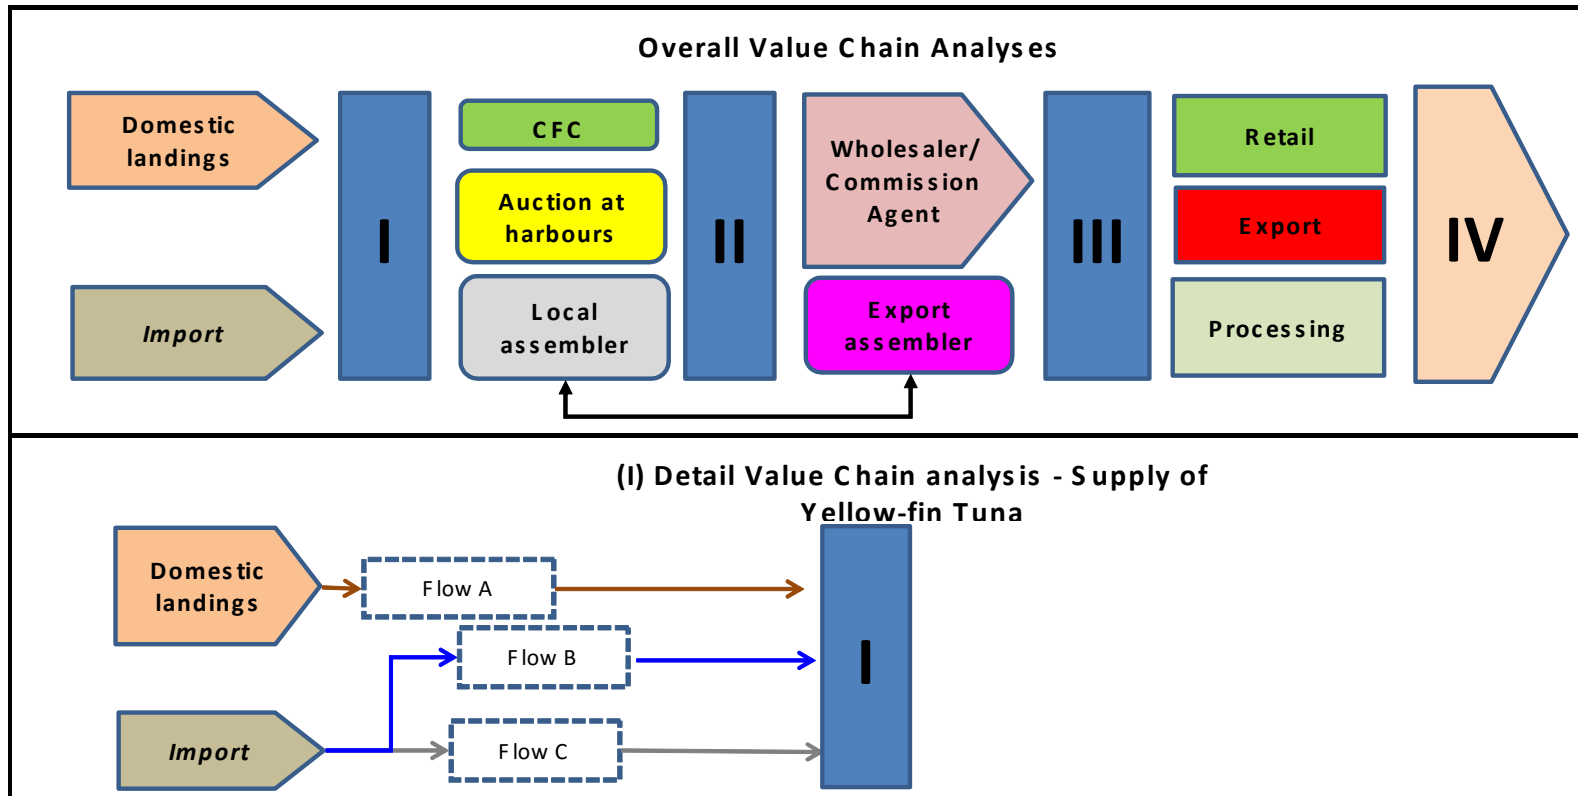 Overall Value Chain Analyses
Domestic
landings
Import
I
CFC
Auction at
harbours
Local
assembler
II
Wholesaler/
Commission
Agent
Export
assembler
III
Retail
Export
Processing
IV
(I) Detail Value Chain analysis - Supply of
Yellow-fin Tuna
Domestic
landings
Flow A
Flow B
Import
Flow C
I